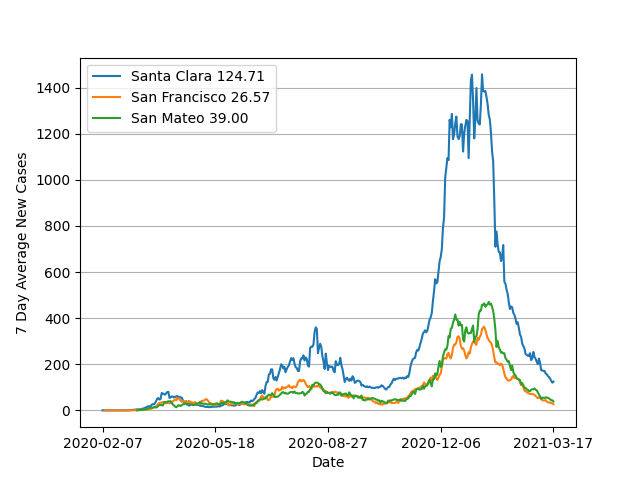 Santa Clara 124.71
San Francisco 26.57
San Mateo 39.00
1400
1200
1000
800
600
400
200
0
7 Day Average New Cases
2020-02-07 2020-05-18 2020-08-27 2020-12-06 2021-03-17
Date